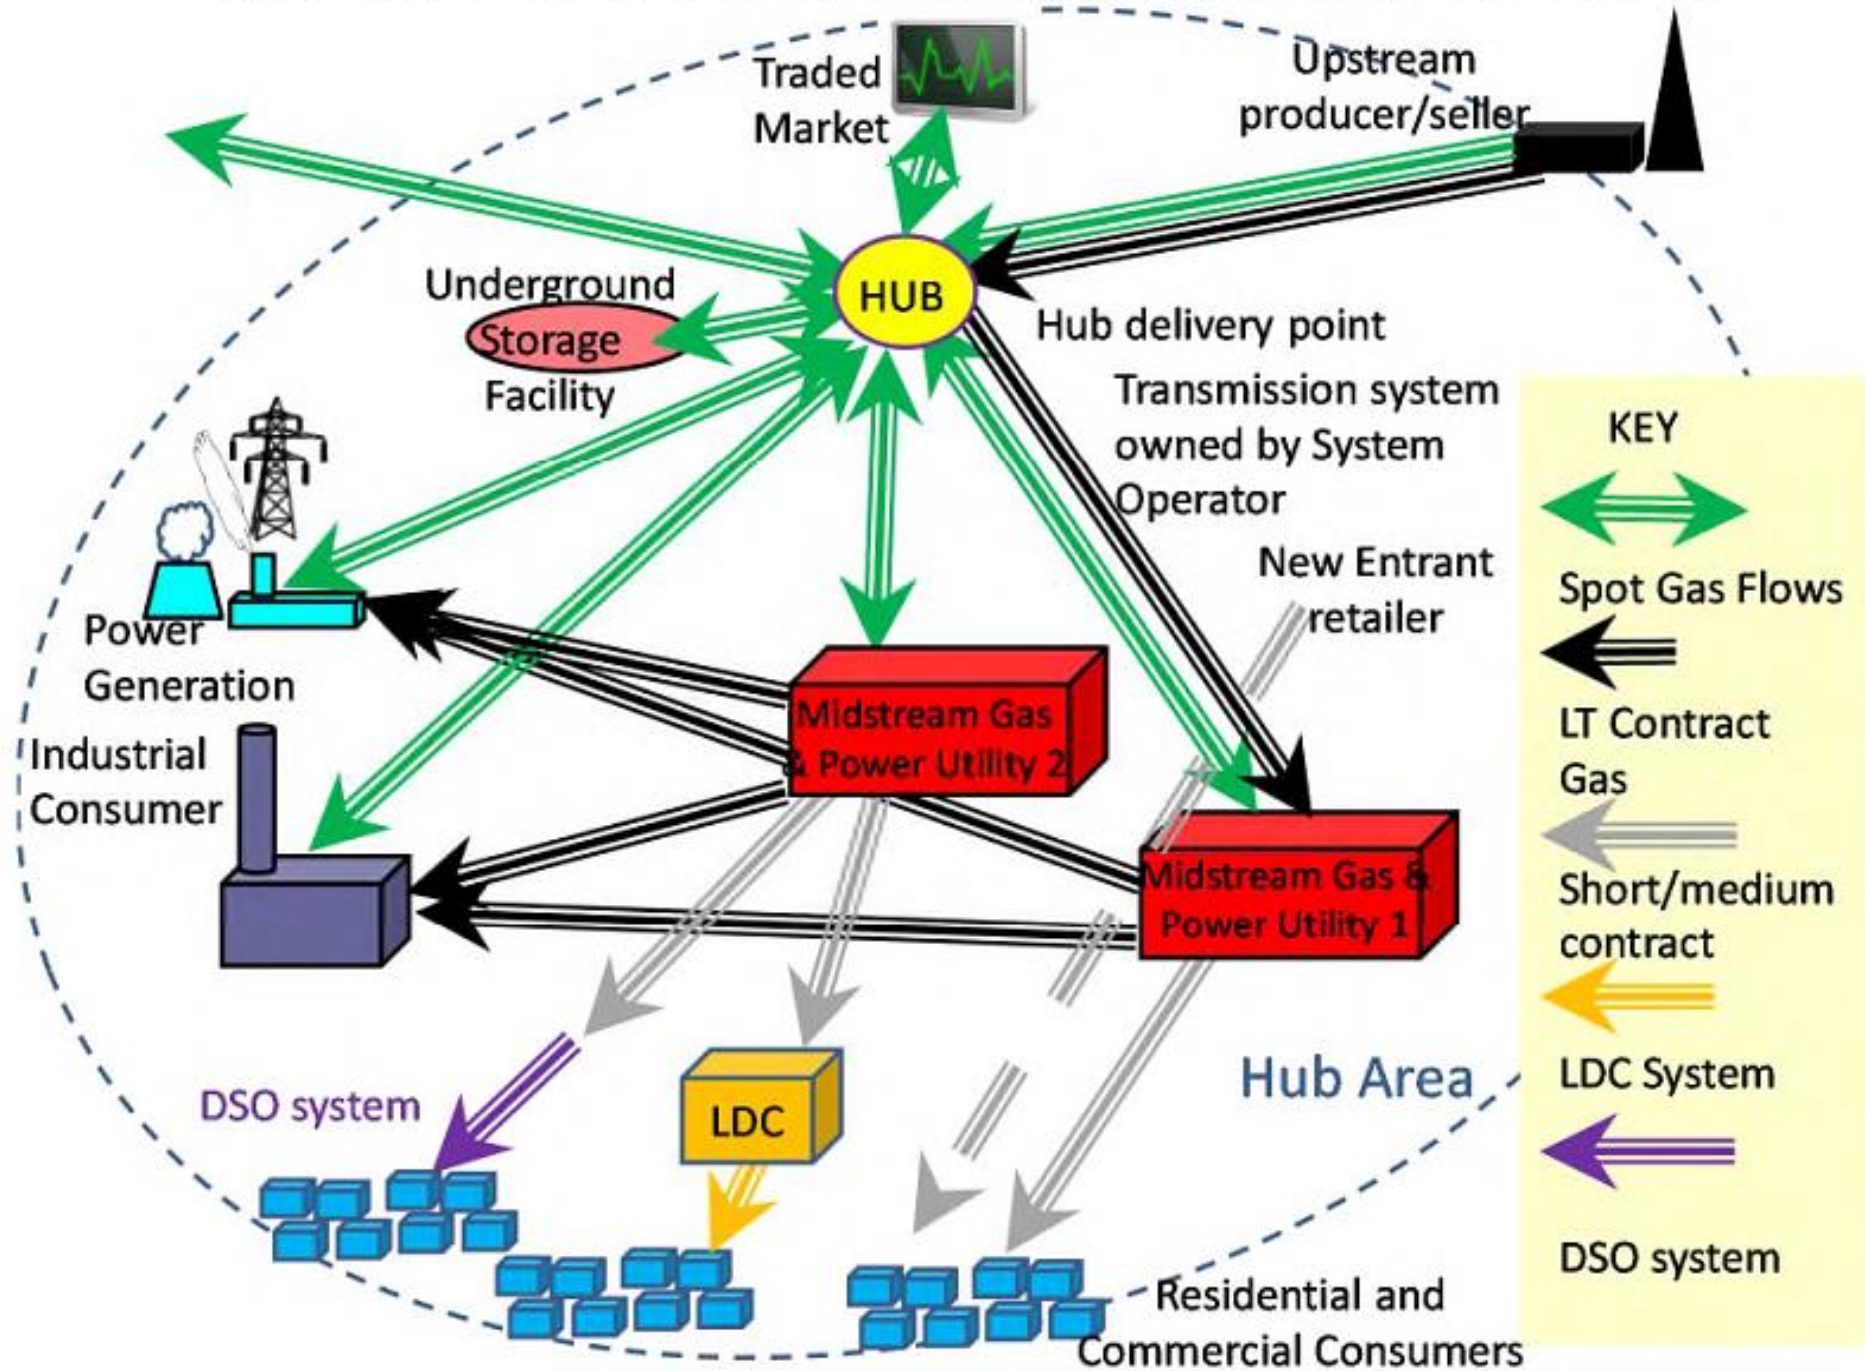 Traded
Market
Upstream
producer/seller
HUB
Underground
Storage
Facility
Hub delivery point
Transmission system
owned by System
Operator
New Entrant
retailer
Power
Generation
Industrial
Consumer
Midstream Gas
& Power Utility 2
Midstream Gas &
Power Utility 1
DSO system
LDC
Hub Area
Residential and
Commercial Consumers
KEY
Spot Gas Flows
LT Contract
Gas
Short/medium
contract
LDC System
DSO system